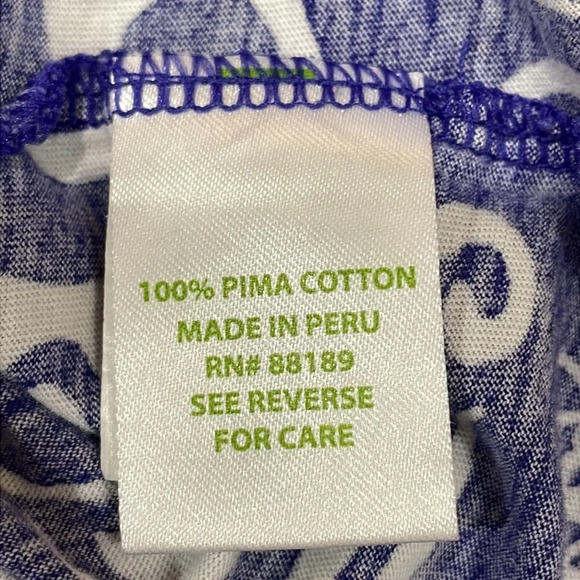 100% PIMA COTTON
MADE IN PERU
RN# 88189
SEE REVERSE
FOR CARE